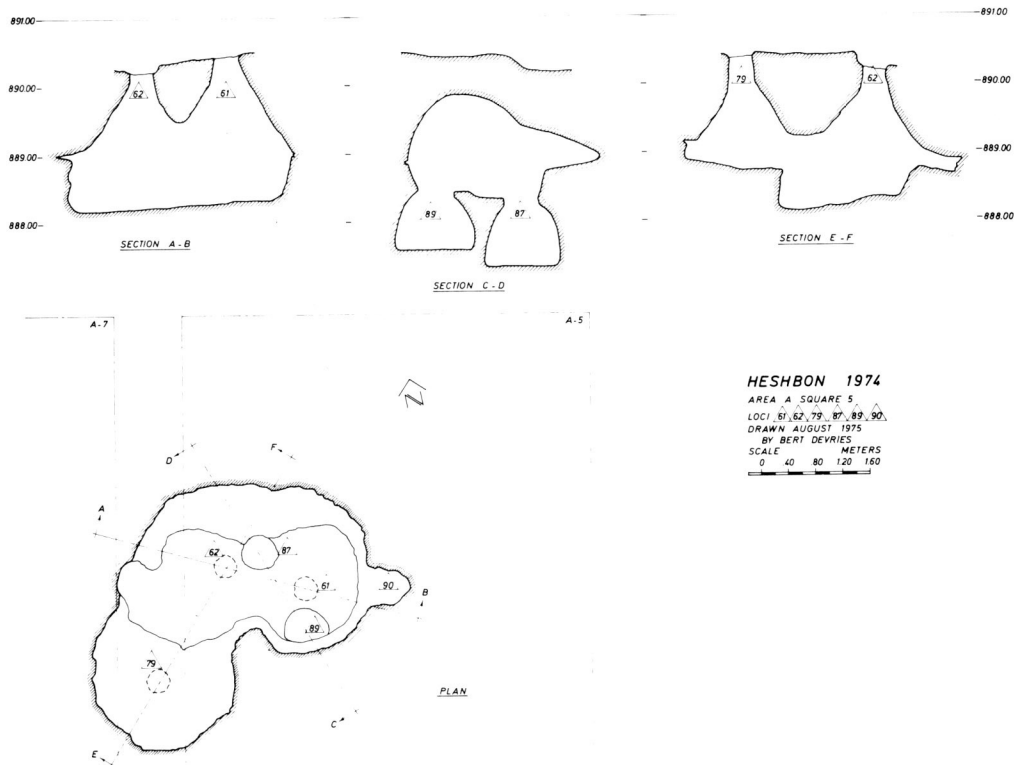 891.00
890.00
889.00
888.00
62
61
SECTION A-B
89
87
SECTION C-D
79
62
SECTION E-F
891.00
890.00
889.00
888.00
A-7
A-5
N
HESHBON 1974
AREA A SQUARE 5
LOCI 61 62 79 87 89 90
DRAWN AUGUST 1975
BY BERT DEVRIES
SCALE METERS
0 .40 .80 1.20 1.60
D
F
A
62
87
61
90
B
89
79
PLAN
C
E